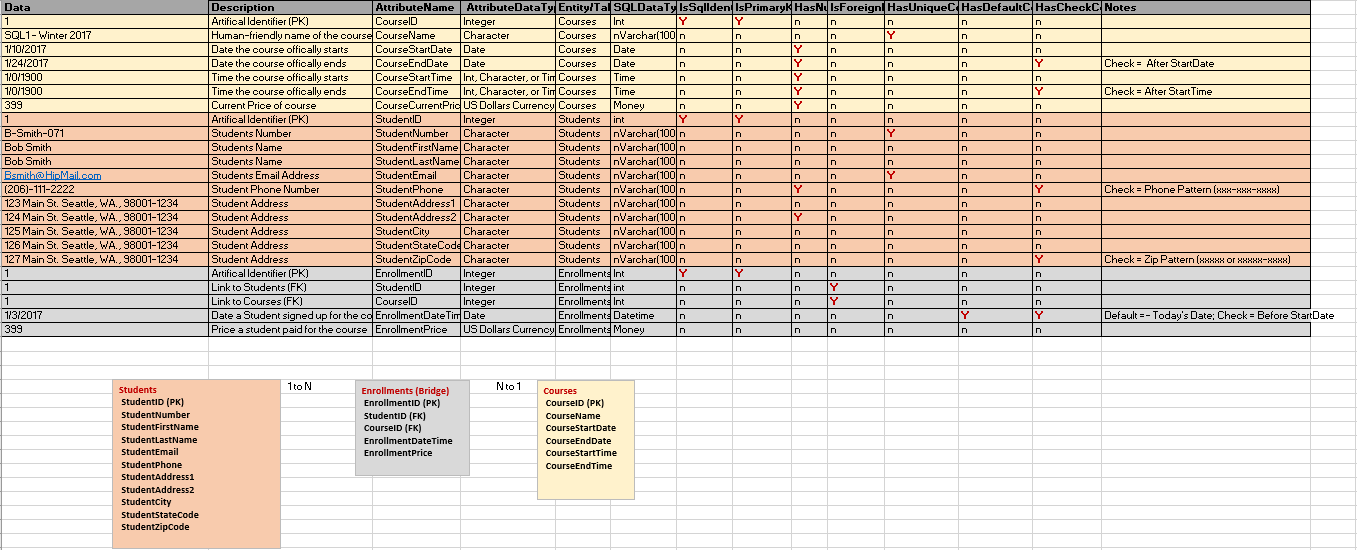 Data Description AttributeName AttributeDataTyp Entity/Tal SQLDataTy IsSqlIden IsPrimaryK HasNu IsForeignI HasUniqueCo HasDefaultC HasCheckC Notes
1 Artifical Identifier (PK) CourseID Integer Courses Int Y Y n n n n n
SQL1 - Winter 2017 Human-friendly name of the course CourseName Character Courses nVarchar(100 n n n n Y n n
1/10/2017 Date the course offically starts CourseStartDate Date Courses Date n n Y n n n n
1/24/2017 Date the course offically ends CourseEndDate Date Courses Date n n Y n n n Y Check = After StartDate
1/0/1900 Time the course offically starts CourseStartTime Int, Character, or Tim Courses Time n n Y n n n n
1/0/1900 Time the course offically ends CourseEndTime Int, Character, or Tim Courses Time n n Y n n n Y Check = After StartTime
399 Current Price of course CourseCurrentPric US Dollars Currency Courses Money n n Y n n n n
1 Artifical Identifier (PK) StudentID Integer Students int Y Y n n n n n
B-Smith-071 Students Number StudentNumber Character Students nVarchar(100 n n n n Y n n
Bob Smith Students Name StudentFirstName Character Students nVarchar(100 n n n n n n n
Bob Smith Students Name StudentLastName Character Students nVarchar(100 n n n n n n n
Bsmith@HipMail.com Students Email Address StudentEmail Character Students nVarchar(100 n n n n Y n n
(206)-111-2222 Student Phone Number StudentPhone Character Students nVarchar(100 n n Y n n n Y Check = Phone Pattern (xxx-xxx-xxxx)
123 Main St. Seattle, WA., 98001-1234 Student Address StudentAddress1 Character Students nVarchar(100 n n n n n n n
124 Main St. Seattle, WA., 98001-1234 Student Address StudentAddress2 Character Students nVarchar(100 n n Y n n n n
125 Main St. Seattle, WA., 98001-1234 Student Address StudentCity Character Students nVarchar(100 n n n n n n n
126 Main St. Seattle, WA., 98001-1234 Student Address StudentStateCode Character Students nVarchar(100 n n n n n n n
127 Main St. Seattle, WA., 98001-1234 Student Address StudentZipCode Character Students nVarchar(100 n n n n n n Y Check = Zip Pattern (xxxxx or xxxxx-xxxx)
1 Artifical Identifier (PK) EnrollmentID Integer Enrollments Int Y Y n n n n n
1 Link to Students (FK) StudentID Integer Enrollments int n n n Y n n n
1 Link to Courses (FK) CourseID Integer Enrollments Int n n n Y n n n
1/3/2017 Date a Student signed up for the co EnrollmentDateTim Date Enrollments Datetime n n n n n Y Y Default =- Today's Date; Check = Before StartDate
399 Price a student paid for the course EnrollmentPrice US Dollars Currency Enrollments Money n n n n n n n
Students
StudentID (PK)
StudentNumber
StudentFirstName
StudentLastName
StudentEmail
StudentPhone
StudentAddress1
StudentAddress2
StudentCity
StudentStateCode
StudentZipCode
1 to N
Enrollments (Bridge)
EnrollmentID (PK)
StudentID (FK)
CourseID (FK)
EnrollmentDateTime
EnrollmentPrice
N to 1
Courses
CourseID (PK)
CourseName
CourseStartDate
CourseEndDate
CourseStartTime
CourseEndTime